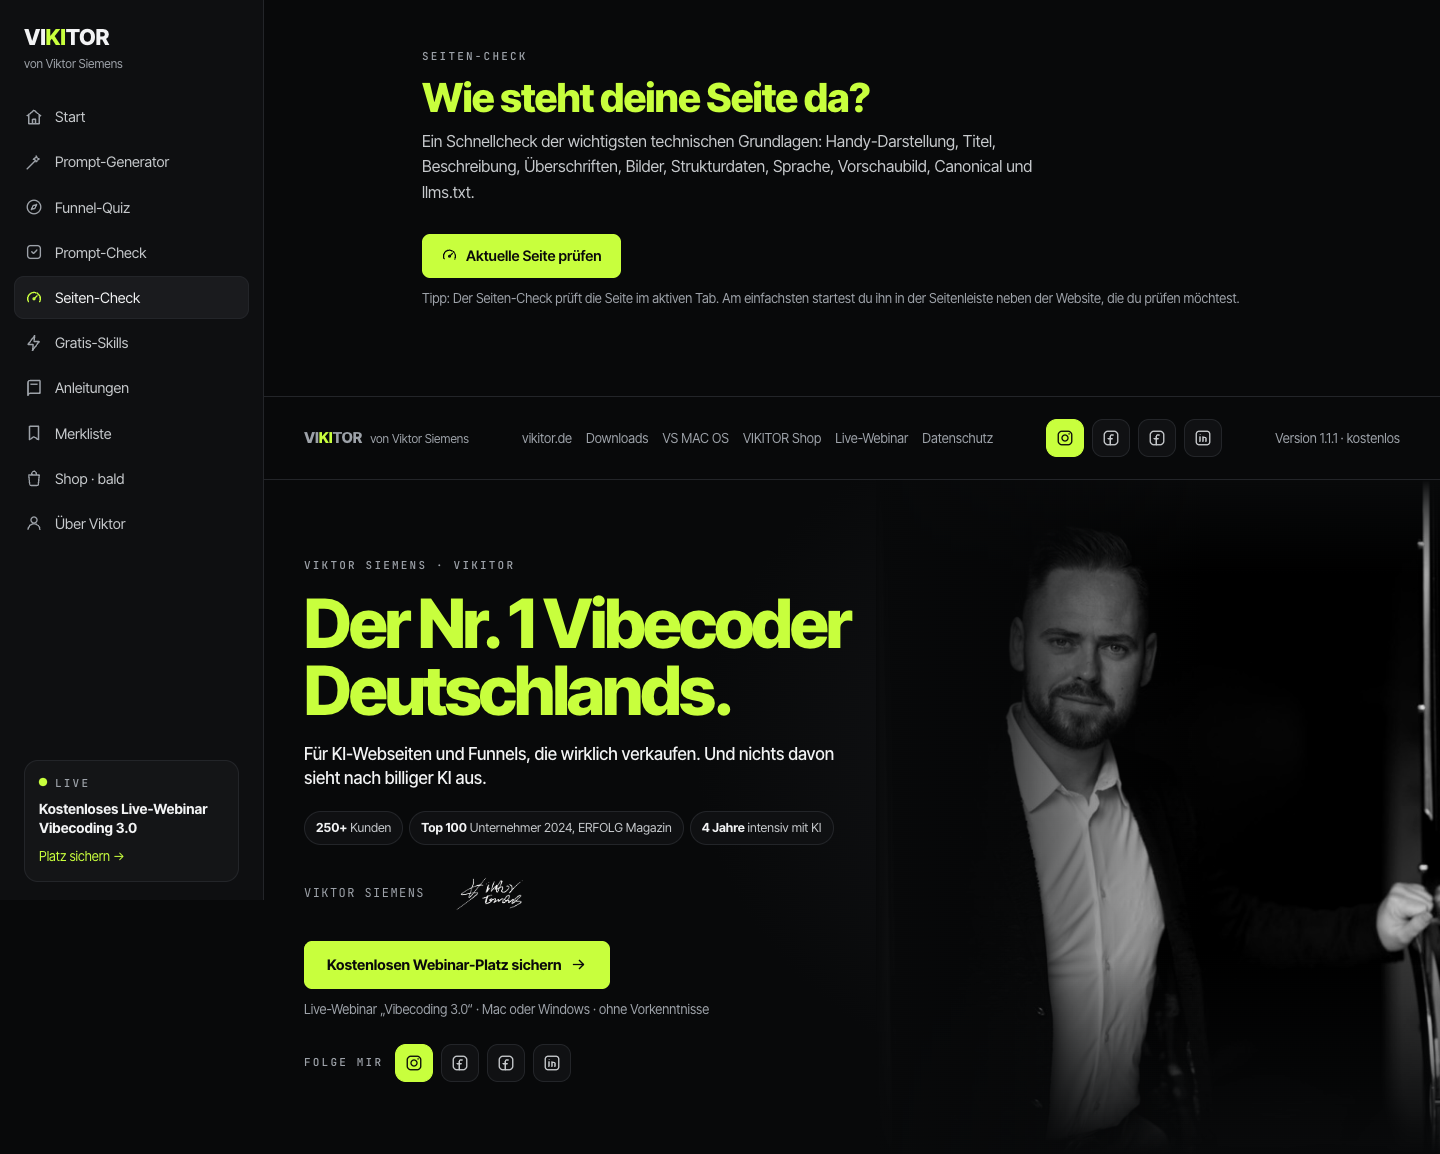 VIKITOR
von Viktor Siemens
Start
Prompt-Generator
Funnel-Quiz
Prompt-Check
Seiten-Check
Gratis-Skills
Anleitungen
Merkliste
Shop · bald
Über Viktor
LIVE
Kostenloses Live-Webinar
Vibecoding 3.0
Platz sichern →
SEITEN-CHECK
Wie steht deine Seite da?
Ein Schnellcheck der wichtigsten technischen Grundlagen: Handy-Darstellung, Titel,
Beschreibung, Überschriften, Bilder, Strukturdaten, Sprache, Vorschaubild, Canonical und
llms.txt.
Aktuelle Seite prüfen
Tipp: Der Seiten-Check prüft die Seite im aktiven Tab. Am einfachsten startest du ihn in der Seitenleiste neben der Website, die du prüfen möchtest.
VIKITOR von Viktor Siemens vikitor.de Downloads VS MAC OS VIKITOR Shop Live-Webinar Datenschutz Version 1.1.1 · kostenlos
VIKTOR SIEMENS · VIKITOR
Der Nr. 1 Vibecoder
Deutschlands.
Für KI-Webseiten und Funnels, die wirklich verkaufen. Und nichts davon
sieht nach billiger KI aus.
250+ Kunden Top 100 Unternehmer 2024, ERFOLG Magazin 4 Jahre intensiv mit KI
VIKTOR SIEMENS
Kostenlosen Webinar-Platz sichern →
Live-Webinar „Vibecoding 3.0“ · Mac oder Windows · ohne Vorkenntnisse
FOLGE MIR